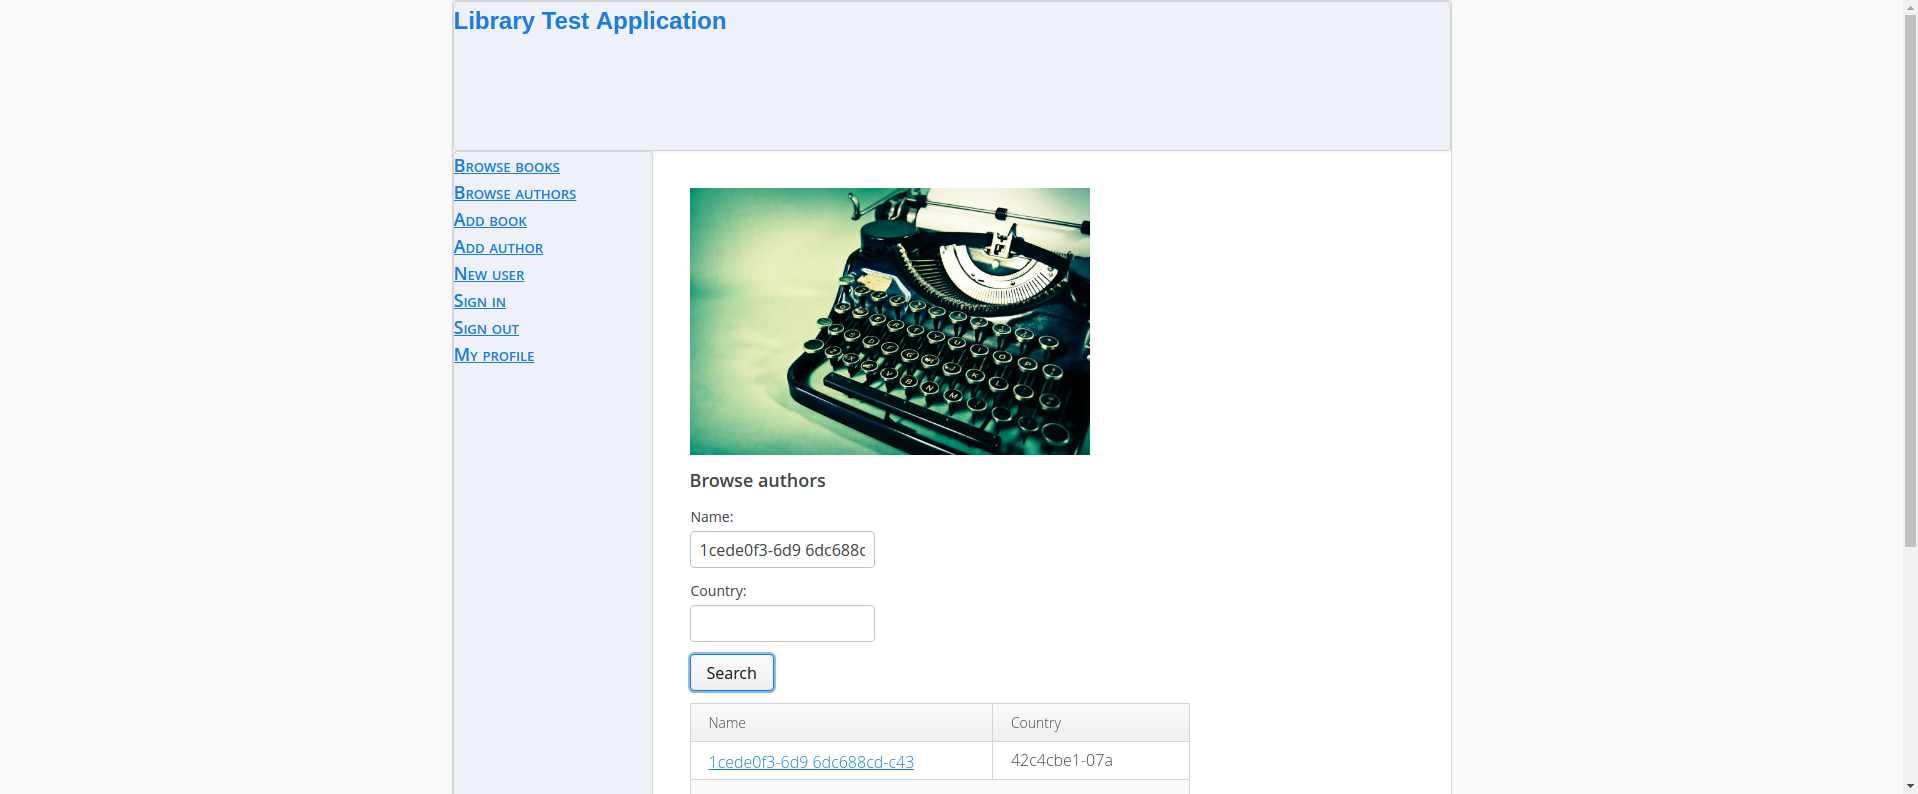 Library Test Application
Browse books
Browse authors
Add book
Add author
New user
Sign in
Sign out
My profile
Browse authors
Name:
1cede0f3-6d9 6dc688c
Country:
Search
Name Country
1cede0f3-6d9 6dc688cd-c43 42c4cbe1-07a